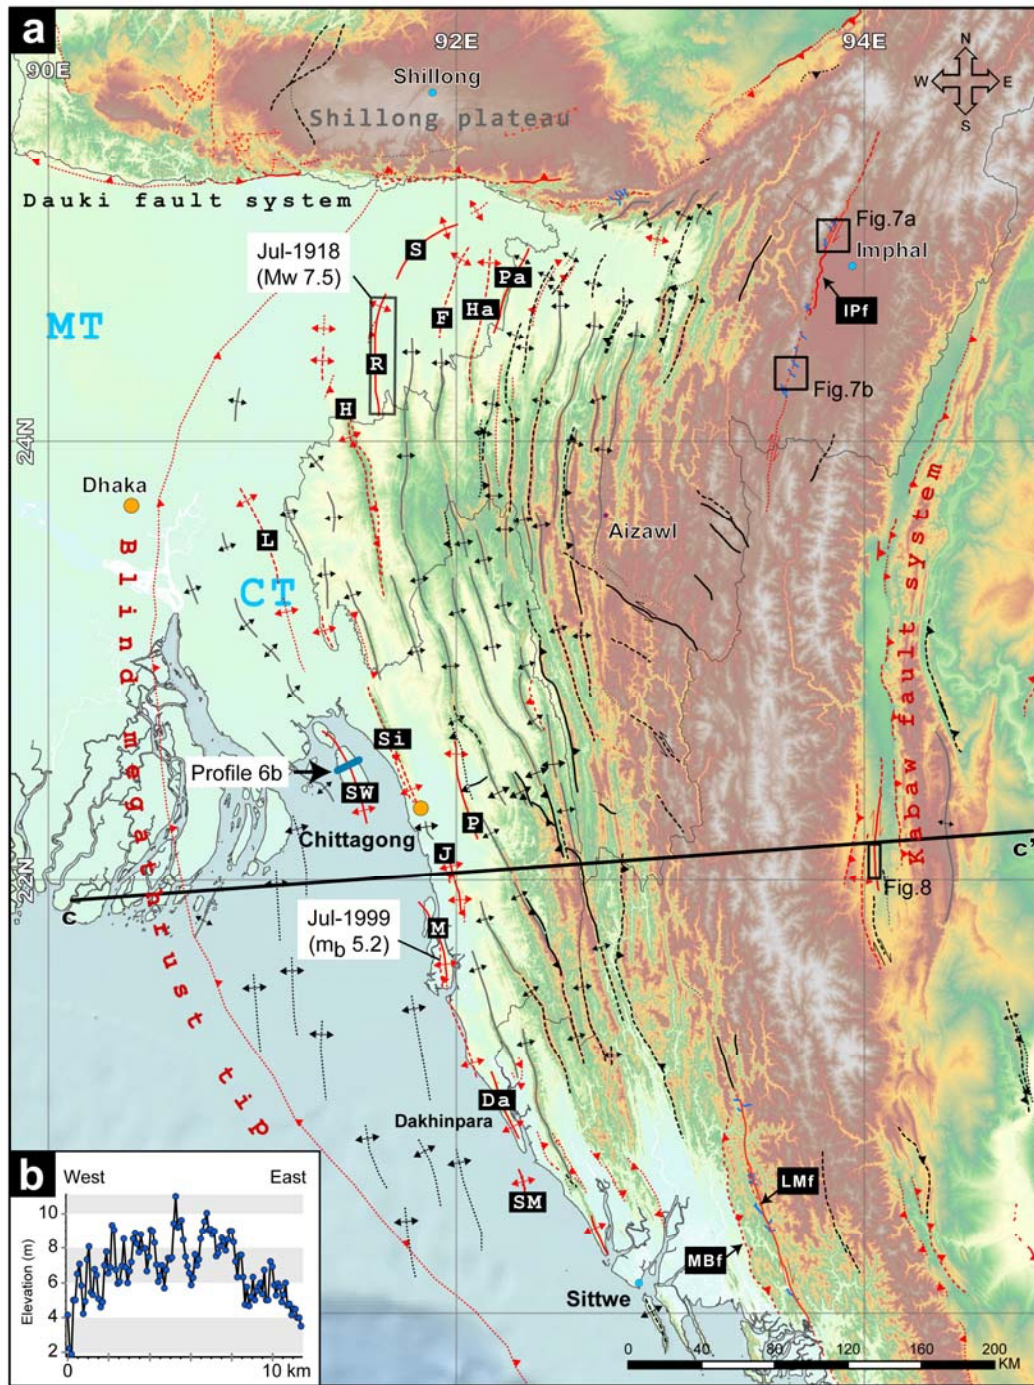 a
90E
92E
94E
N
W E
S
Shillong
Shillong plateau
Dauki fault system
Jul-1918
(Mw 7.5)
S
Pa
F
Ha
R
H
Fig.7a
Imphal
IPf
Fig.7b
MT
24N
Dhaka
L
CT
Aizawl
Blind megathrust tip
Kabaw fault system
Si
Profile 6b
SW
Chittagong
P
J
C
C'
22N
Fig.8
Jul-1999
(mb 5.2)
M
Da
Dakhinpara
SM
LMf
MBf
Sittwe
0 40 80 120 160 200
KM
b
West East
Elevation (m)
10
8
6
4
2
0 10 km